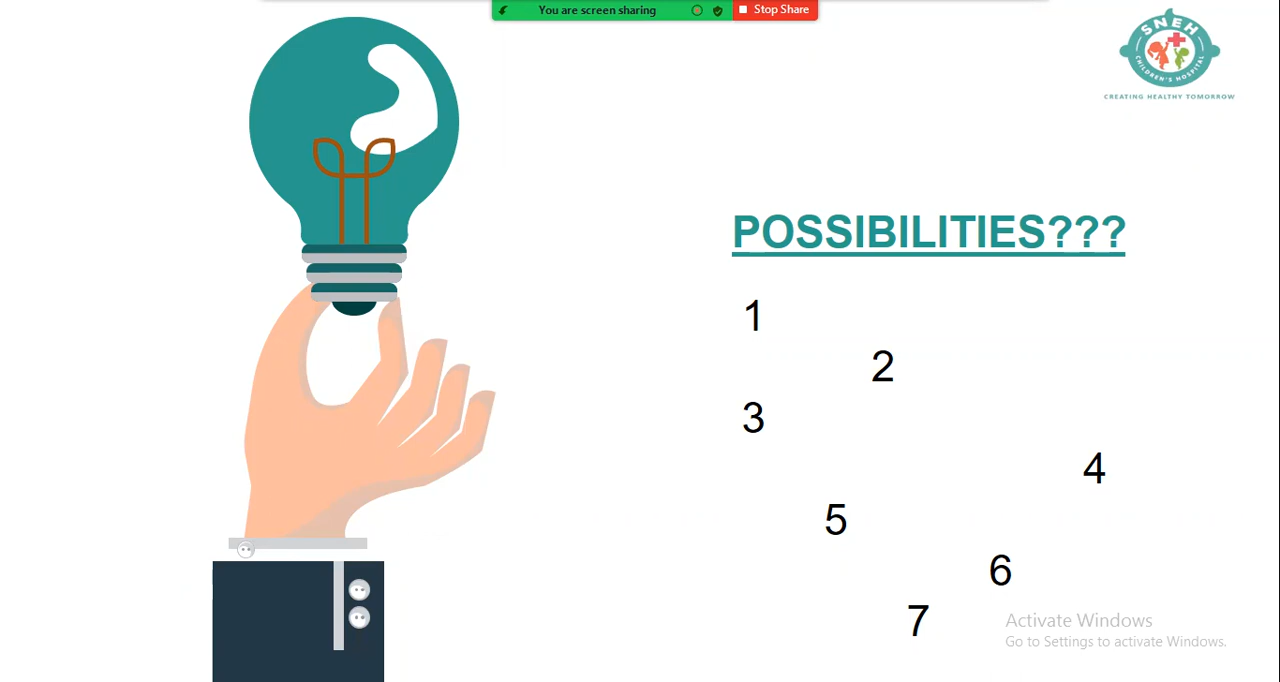 You are screen sharing
Stop Share
SNEH
CHILDREN'S HOSPITAL
CREATING HEALTHY TOMORROW
POSSIBILITIES???
1
2
3
4
5
6
7
Activate Windows
Go to Settings to activate Windows.